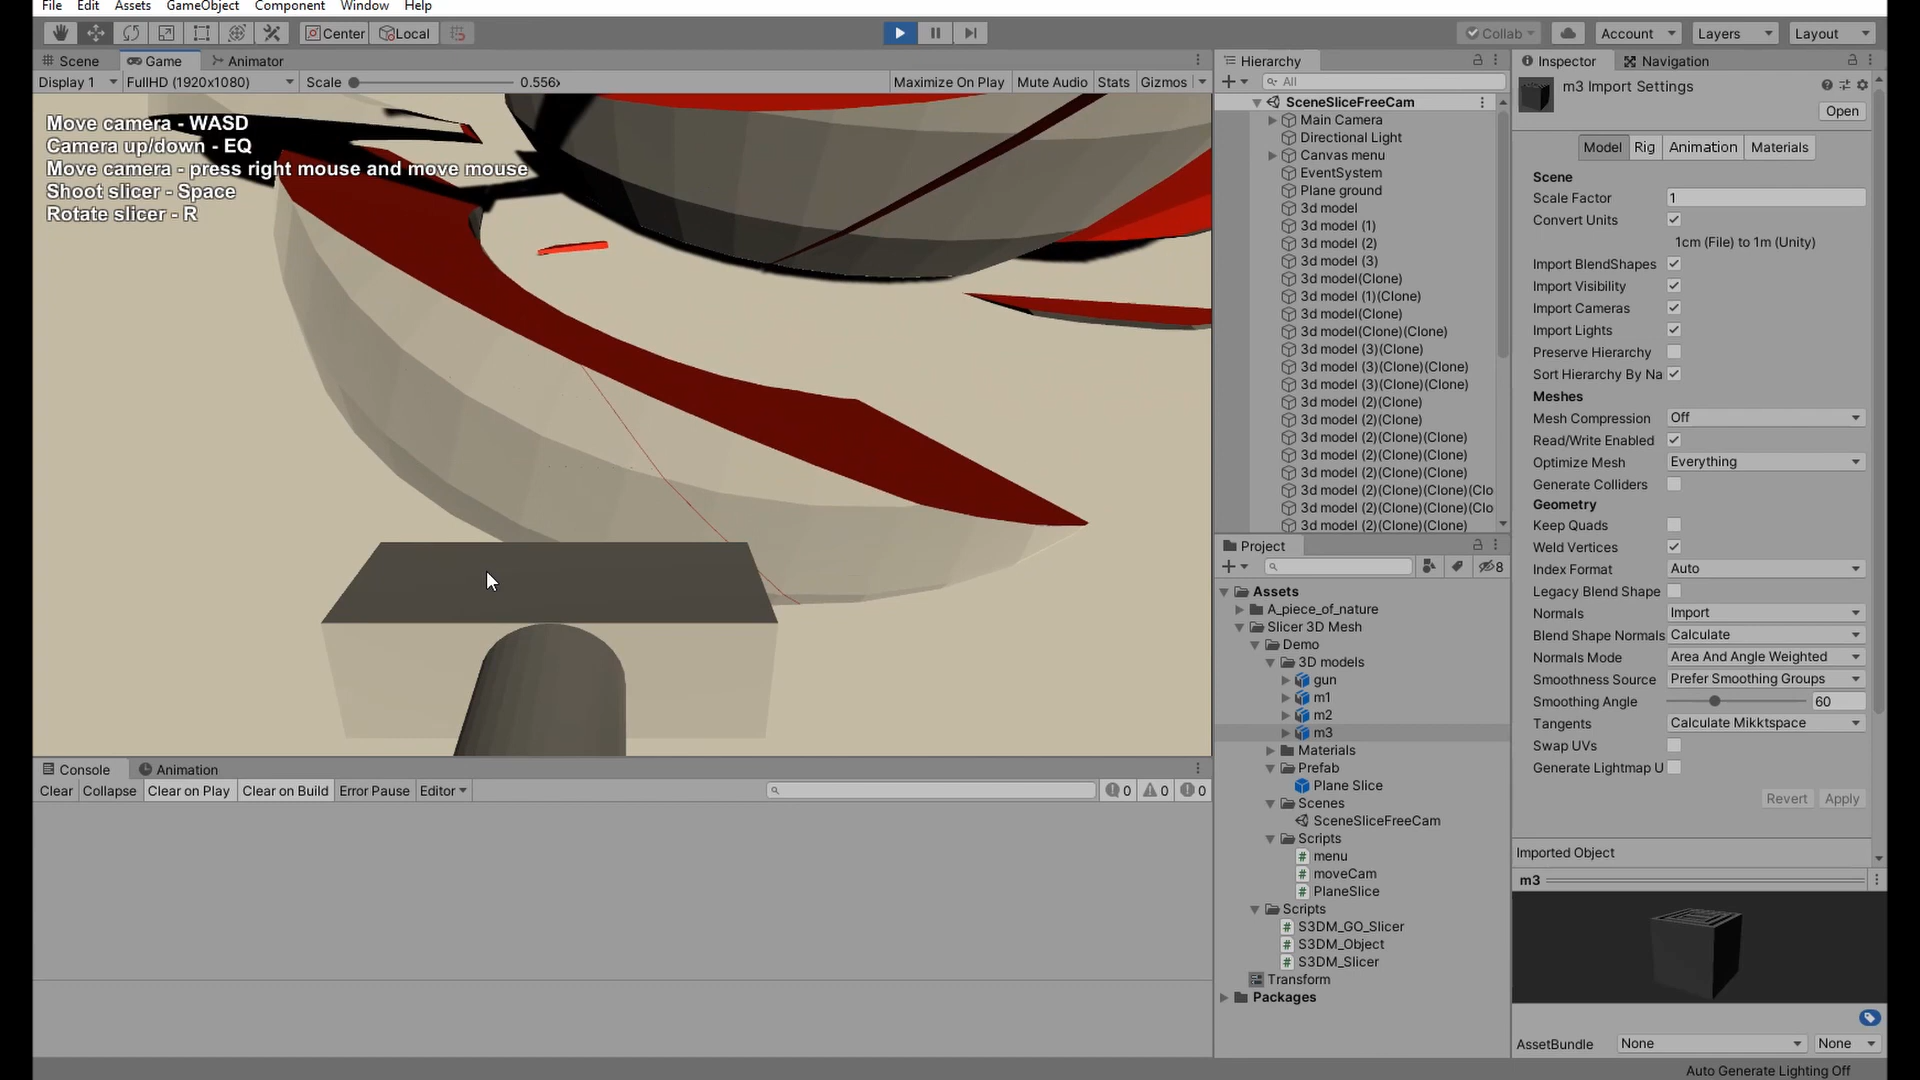 File Edit Assets GameObject Component Window Help
Center Local Collab Account Layers Layout
Scene Game Animator
Display 1 FullHD (1920x1080) Scale 0.556x Maximize On Play Mute Audio Stats Gizmos
Move camera - WASD
Camera up/down - EQ
Move camera - press right mouse and move mouse
Shoot slicer - Space
Rotate slicer - R
Console Animation
Clear Collapse Clear on Play Clear on Build Error Pause Editor 0 0 0
Hierarchy
All
SceneSliceFreeCam
Main Camera
Directional Light
Canvas menu
EventSystem
Plane ground
3d model
3d model (1)
3d model (2)
3d model (3)
3d model(Clone)
3d model (1)(Clone)
3d model(Clone)
3d model(Clone)(Clone)
3d model (3)(Clone)
3d model (3)(Clone)(Clone)
3d model (3)(Clone)(Clone)
3d model (2)(Clone)
3d model (2)(Clone)
3d model (2)(Clone)(Clone)
3d model (2)(Clone)(Clone)
3d model (2)(Clone)(Clone)
3d model (2)(Clone)(Clone)(Clo
3d model (2)(Clone)(Clone)(Clo
3d model (2)(Clone)(Clone)
Project
8
Assets
A_piece_of_nature
Slicer 3D Mesh
Demo
3D models
gun
m1
m2
m3
Materials
Prefab
Plane Slice
Scenes
SceneSliceFreeCam
Scripts
menu
moveCam
PlaneSlice
Scripts
S3DM_GO_Slicer
S3DM_Object
S3DM_Slicer
Transform
Packages
Inspector Navigation
m3 Import Settings
Open
Model Rig Animation Materials
Scene
Scale Factor 1
Convert Units
1cm (File) to 1m (Unity)
Import BlendShapes
Import Visibility
Import Cameras
Import Lights
Preserve Hierarchy
Sort Hierarchy By Na
Meshes
Mesh Compression Off
Read/Write Enabled
Optimize Mesh Everything
Generate Colliders
Geometry
Keep Quads
Weld Vertices
Index Format Auto
Legacy Blend Shape
Normals Import
Blend Shape Normals Calculate
Normals Mode Area And Angle Weighted
Smoothness Source Prefer Smoothing Groups
Smoothing Angle 60
Tangents Calculate Mikktspace
Swap UVs
Generate Lightmap U
Revert Apply
Imported Object
m3
AssetBundle None None
Auto Generate Lighting Off